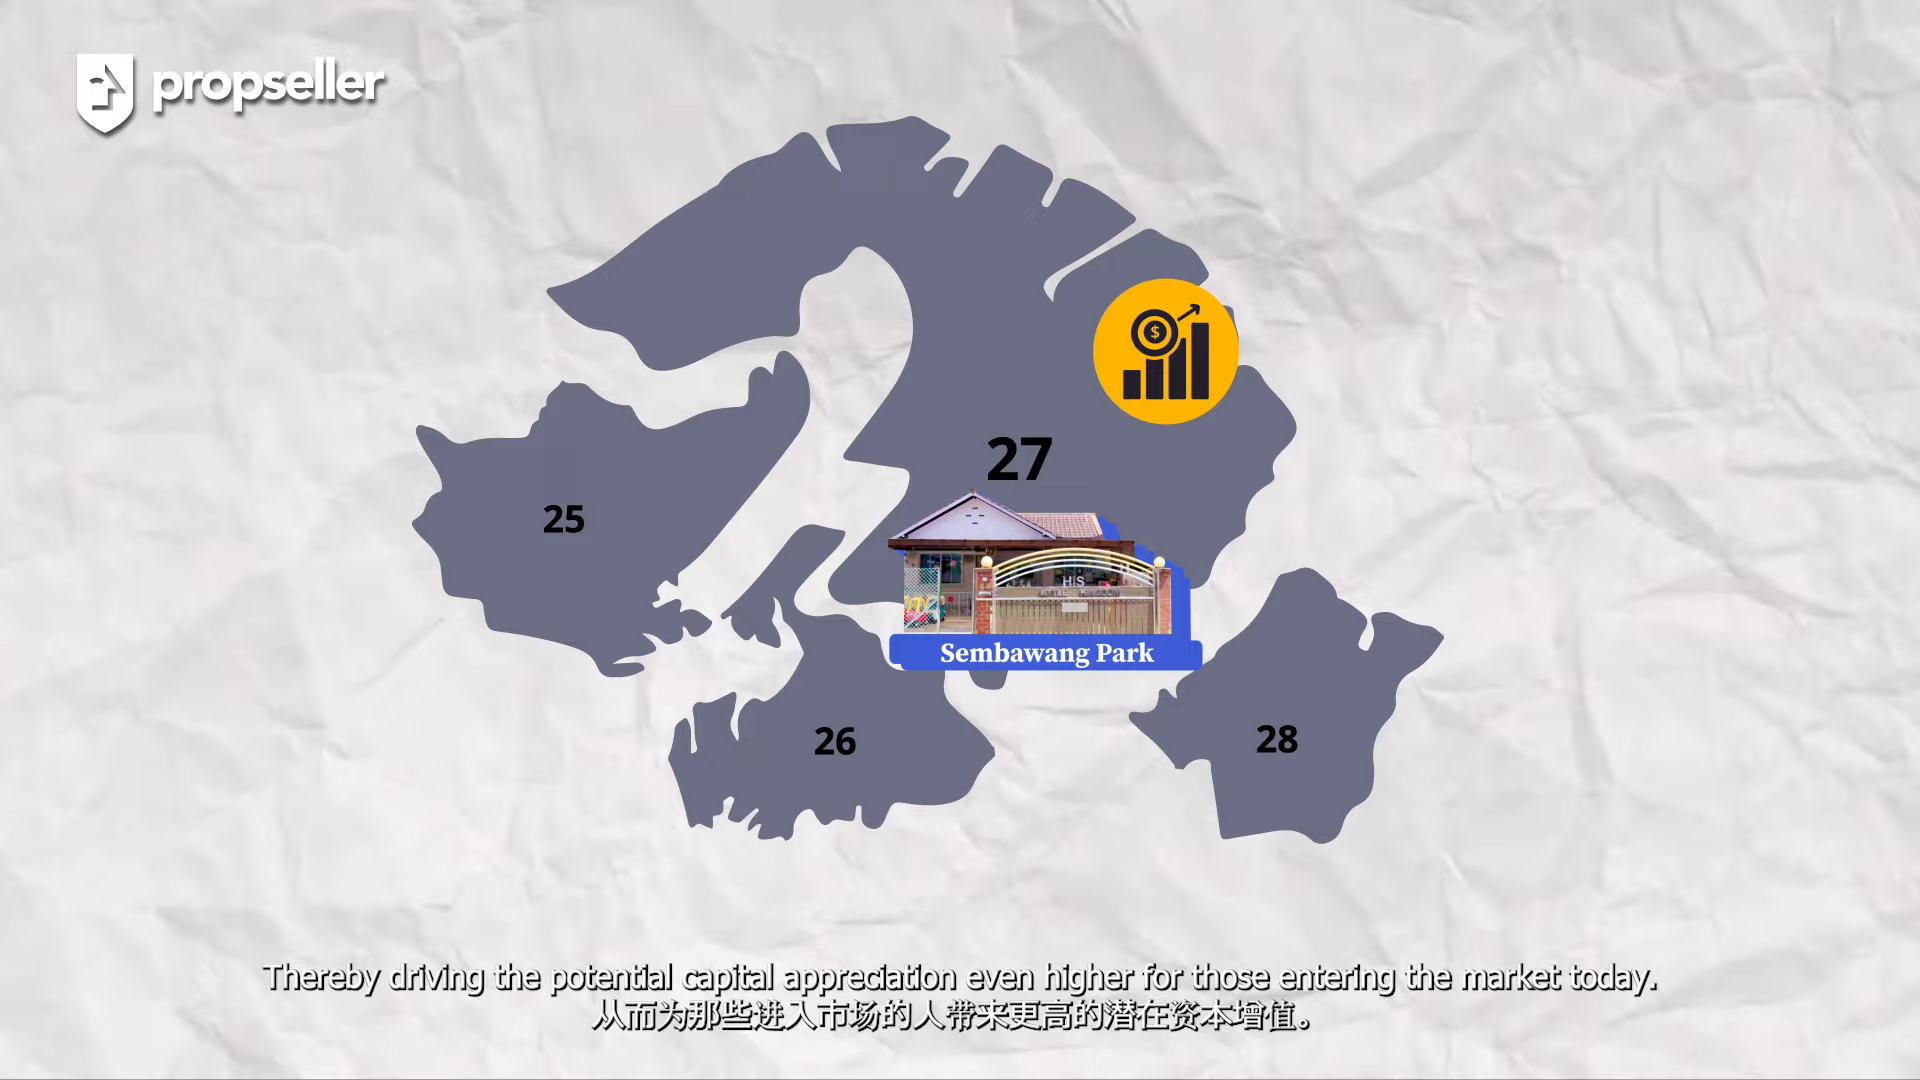 propseller
$
27
25
HIS
Sembawang Park
26
28
Thereby driving the potential capital appreciation even higher for those entering the market today.
从而为那些进入市场的人带来更高的潜在资本增值。